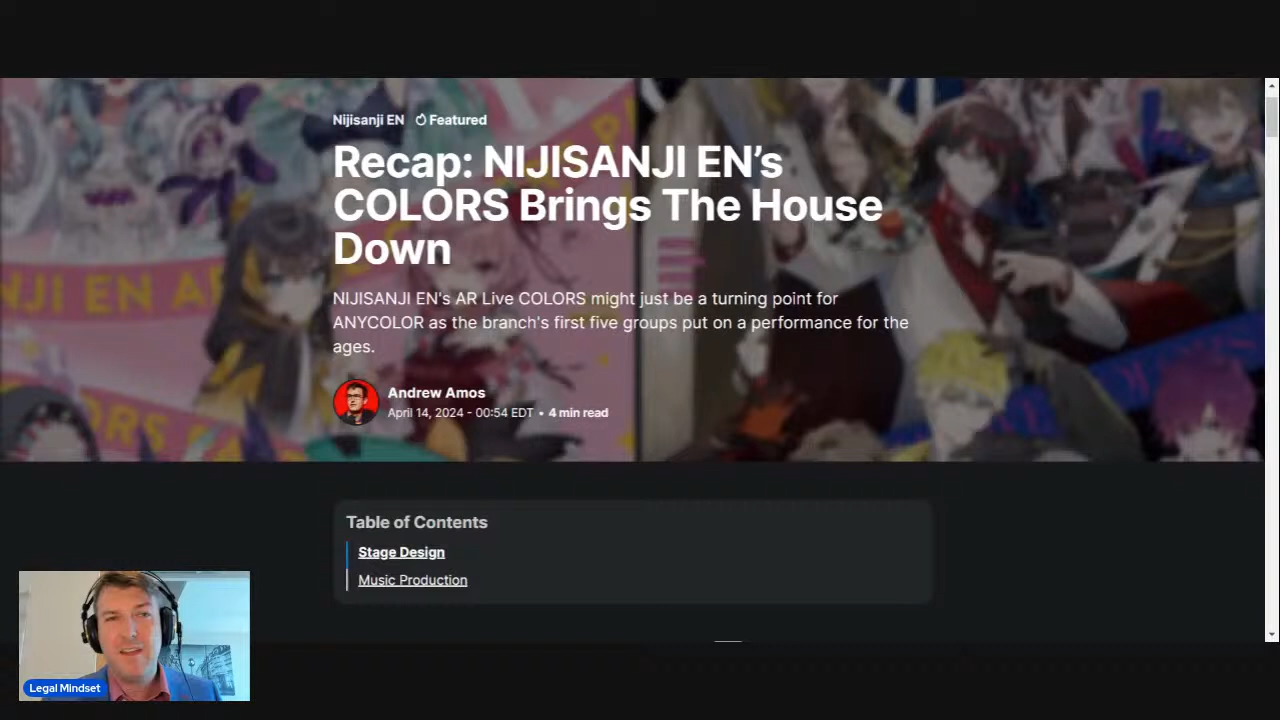 Nijisanji EN Featured
Recap: NIJISANJI EN’s
COLORS Brings The House
Down
NIJISANJI EN's AR Live COLORS might just be a turning point for
ANYCOLOR as the branch's first five groups put on a performance for the
ages.
Andrew Amos
April 14, 2024 - 00:54 EDT • 4 min read
Table of Contents
Stage Design
Music Production
Legal Mindset